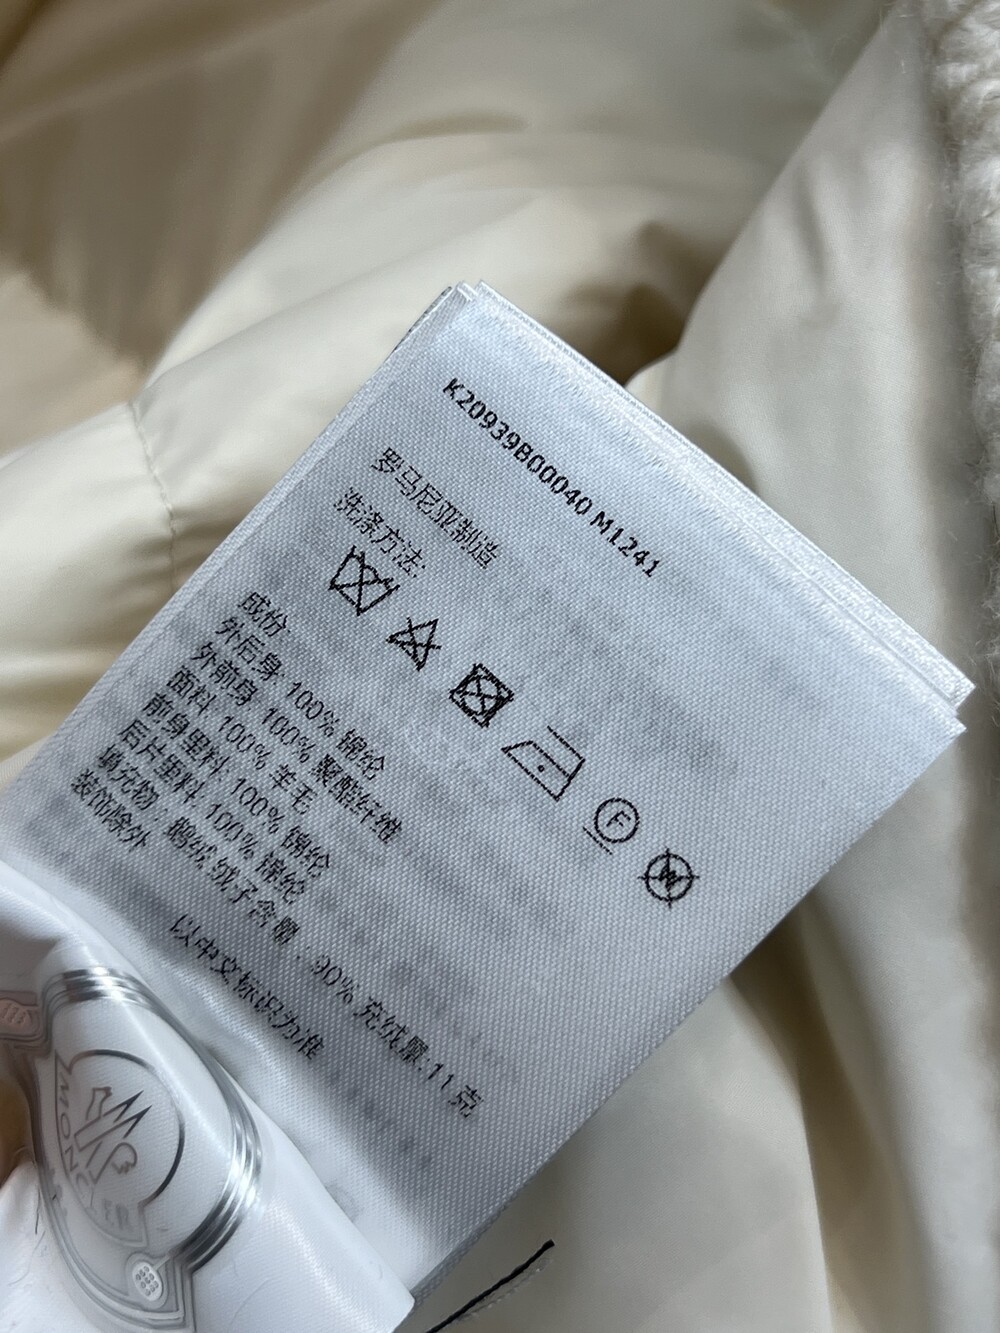 K20939B00040 M1241
罗马尼亚制造
洗涤方法:
F
W
成份:
外后身: 100% 锦纶
外前身: 100% 聚酯纤维
面料: 100% 羊毛
前身里料: 100% 锦纶
后片里料: 100% 锦纶
填充物: 鹅绒 绒子含量: 90% 充绒量:11克
装饰除外
以中文标识为准
MONCLER